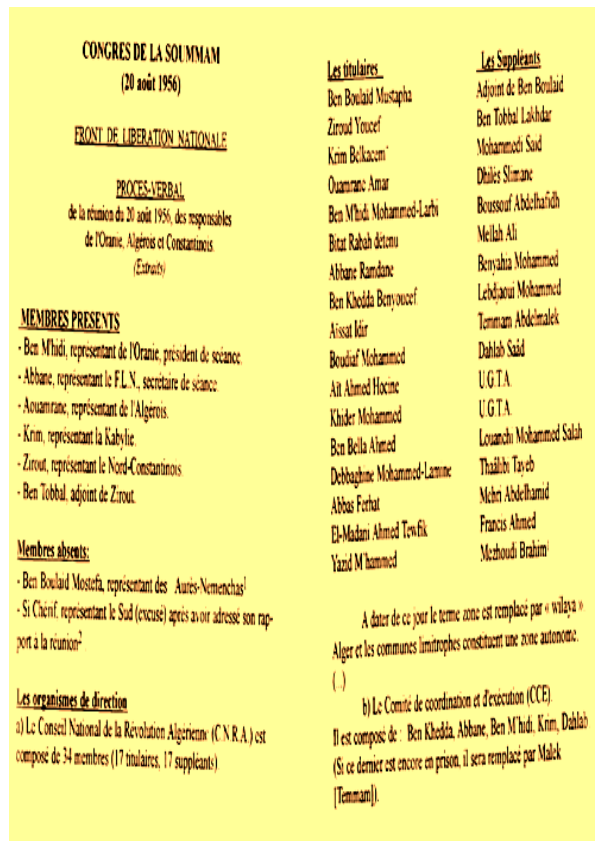 CONGRES DE LA SOUMMAM
(20 août 1956)
FRONT DE LIBERATION NATIONALE
PROCES-VERBAL
de la réunion du 20 août 1956, des responsables
de l'Oranie, Algérois et Constantinois.
(Extraits)
MEMBRES PRESENTS
- Ben M'hidi, représentant de l'Oranie, président de scéance.
- Abbane, représentant le F.L.N., secrétaire de séance.
- Aouamrane, représentant de l'Algérois.
- Krim, représentant la Kabylie.
- Zirout, représentant le Nord-Constantinois.
- Ben Tobbal, adjoint de Zirout.
Membres absents:
- Ben Boulaid Mostefa, représentant des Aurès-Nemenchas1
- Si Chérif, représentant le Sud (excusé) après avoir adressé son rap-
port à la réunion2.
Les organismes de direction
a) Le Conseil National de la Révolution Algérienne (C.N.R.A.) est
composé de 34 membres (17 titulaires, 17 suppléants)
Les titulaires
Ben Boulaid Mustapha
Ziroud Youcef
Krim Belkacem
Ouamrane Amar
Ben M'hidi Mohammed-Larbi
Bitat Rabah détenu
Abbane Ramdane
Ben Khedda Benyoucef
Aïssat Idir
Boudiaf Mohammed
Aït Ahmed Hocine
Khider Mohammed
Ben Bella Ahmed
Debbaghine Mohammed-Lamine
Abbas Ferhat
El-Madani Ahmed Tewfik
Yazid M'hammed
Les Suppléants
Adjoint de Ben Boulaid
Ben Tobbal Lakhdar
Mohammedi Said
Dhilès Slimane
Boussouf Abdelhafidh
Mellah Ali
Benyahia Mohammed
Lebdjaoui Mohammed
Temmam Abdelmalek
Dahlab Saâd
U.G.T.A.
U.G.T.A.
Louanchi Mohammed Salah
Thaâlibi Tayeb
Mehri Abdelhamid
Francis Ahmed
Mezhoudi Brahim
A dater de ce jour le terme zone est remplacé par « wilaya »
Alger et les communes limitrophes constituent une zone autonome.
(...)
b) Le Comité de coordination et d'exécution (CCE).
Il est composé de : Ben Khedda, Abbane, Ben M'hidi, Krim, Dahlab
(Si ce dernier est encore en prison, il sera remplacé par Malek
[Temmam]).